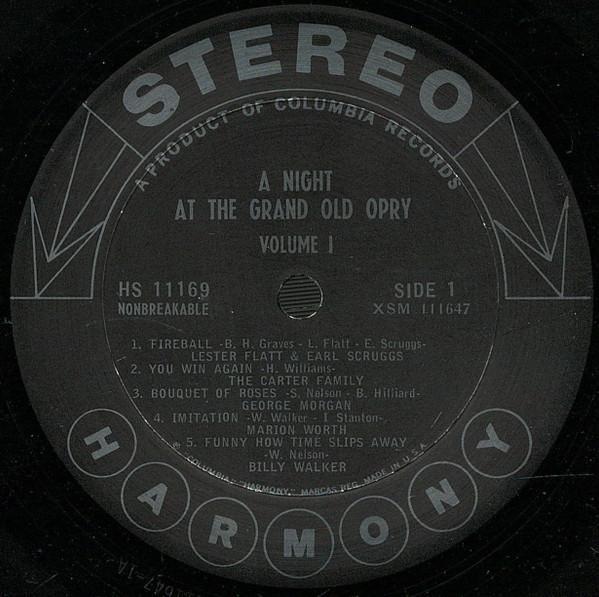 STEREO
A PRODUCT OF COLUMBIA RECORDS
A NIGHT
AT THE GRAND OLD OPRY
VOLUME 1
HS 11169
NONBREAKABLE
SIDE 1
XSM 111647
1. FIREBALL -B. H. Graves - L. Flatt - E. Scruggs-
LESTER FLATT & EARL SCRUGGS
2. YOU WIN AGAIN -H. Williams-
THE CARTER FAMILY
3. BOUQUET OF ROSES -S. Nelson - B. Hilliard-
GEORGE MORGAN
4. IMITATION -W. Walker - I. Stanton-
MARION WORTH
5. FUNNY HOW TIME SLIPS AWAY
-W. Nelson-
BILLY WALKER
"COLUMBIA," "HARMONY," MARCAS REG. MADE IN U.S.A.
HARMONY